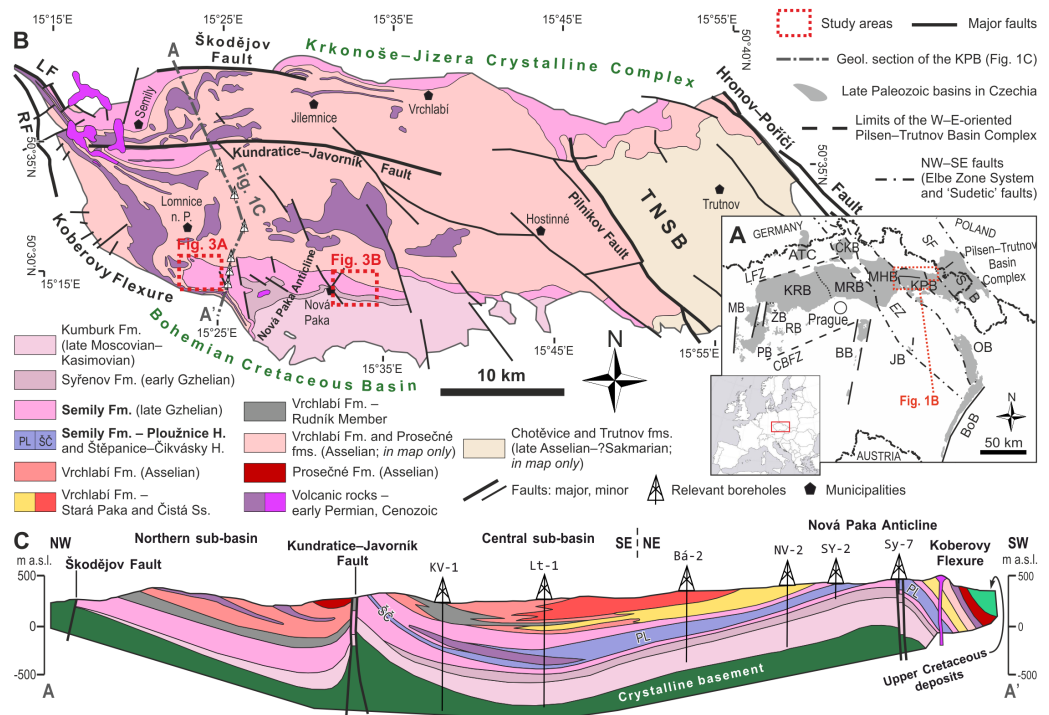 B
15°15'E
15°25'E
15°35'E
15°45'E
15°55'E
50°40'N
A
Škodějov
Fault
Krkonoše–Jizera Crystalline Complex
LF
RF
Semily
Jilemnice
Vrchlabí
Hronov–Poříčí
Fault
50°35'N
50°35'N
Kundratice–Javorník
Fault
Fig. 1C
Lomnice
n. P.
Pilníkov Fault
TNSB
Trutnov
Hostinné
Fig. 3A
Fig. 3B
Nová Paka Anticline
Nová
Paka
Koberovy Flexure
50°30'N
15°15'E
A'
15°25'E
15°35'E
15°45'E
15°55'E
Bohemian Cretaceous Basin
10 km
N
Study areas
Major faults
Geol. section of the KPB (Fig. 1C)
Late Paleozoic basins in Czechia
Limits of the W–E-oriented
Pilsen–Trutnov Basin
Complex
NW–SE faults
(Elbe Zone System
and ‘Sudetic’ faults)
A
GERMANY
POLAND
ATC
ČKB
SF
Pilsen–Trutnov
Basin
Complex
LFZ
KRB
MRB
MHB
KPB
ISB
MB
ŽB
RB
Prague
EZ
PB
CBFZ
BB
JB
OB
Fig. 1B
BoB
N
50 km
AUSTRIA
Kumburk Fm.
(late Moscovian–
Kasimovian)
Syřenov Fm. (early Gzhelian)
Semily Fm. (late Gzhelian)
PL ŠČ
Semily Fm. – Ploužnice H.
and Štěpanice–Čikvásky H.
Vrchlabí Fm. (Asselian)
Vrchlabí Fm. –
Stará Paka and Čistá Ss.
Vrchlabí Fm. –
Rudník Member
Vrchlabí Fm. and Prosečné
fms. (Asselian; in map only)
Prosečné Fm. (Asselian)
Volcanic rocks –
early Permian, Cenozoic
Chotěvice and Trutnov fms.
(late Asselian–?Sakmarian;
in map only)
Faults: major, minor
Relevant boreholes
Municipalities
C
NW
Northern sub-basin
Kundratice–Javorník
Fault
Central sub-basin
SE
NE
Nová Paka Anticline
Koberovy
Flexure
SW
m a.s.l.
Škodějov Fault
KV-1
Lt-1
Bá-2
NV-2
SY-2
Sy-7
m a.s.l.
500
0
-500
A
ŠČ
PL
PL
Crystalline basement
Upper Cretaceous
deposits
500
0
-500
A'